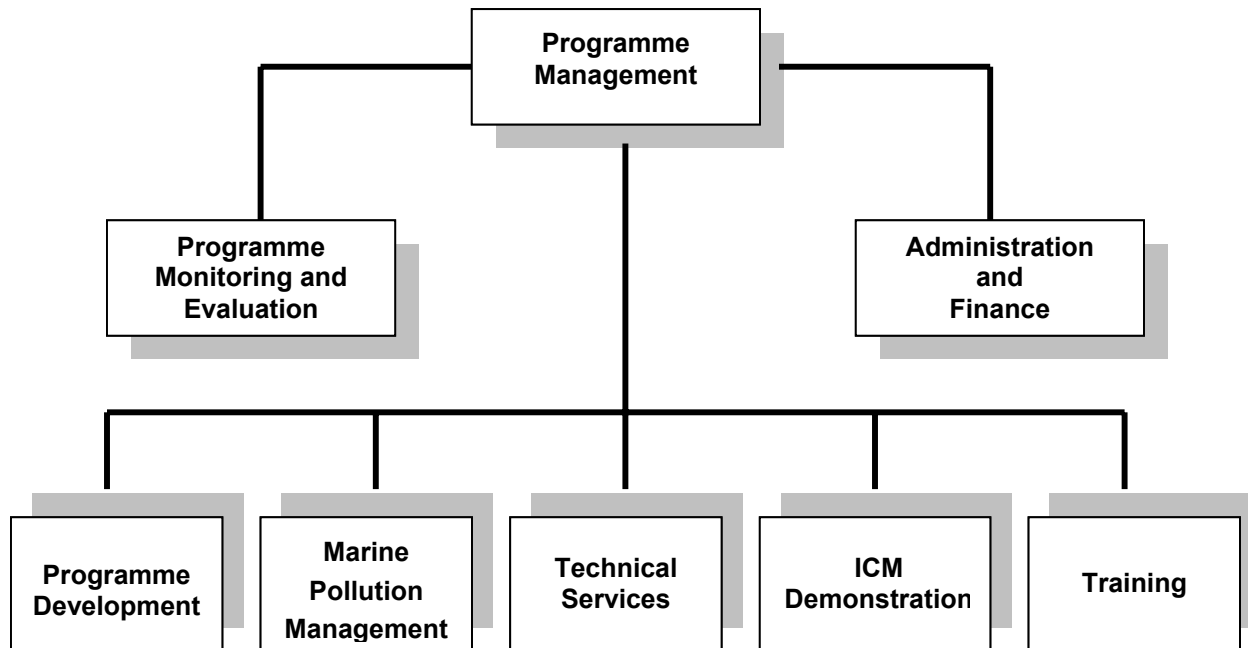 Programme
Management
Programme
Monitoring and
Evaluation
Administration
and
Finance
Programme
Development
Marine
Pollution
Management
Technical
Services
ICM
Demonstration
Training